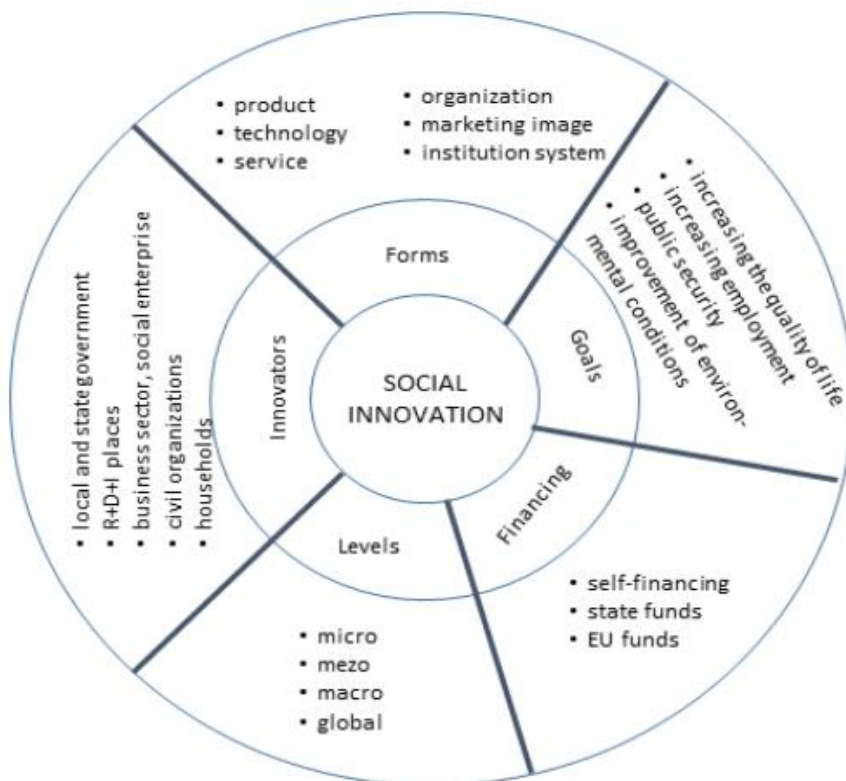 • product
• technology
• service
• organization
• marketing image
• institution system
Forms
• increasing the quality of life
• increasing employment
• public security
• improvement of environ-
mental conditions
Goals
SOCIAL
INNOVATION
Innovators
• local and state government
• R+D+I places
• business sector, social enterprise
• civil organizations
• households
Financing
• self-financing
• state funds
• EU funds
Levels
• micro
• mezo
• macro
• global